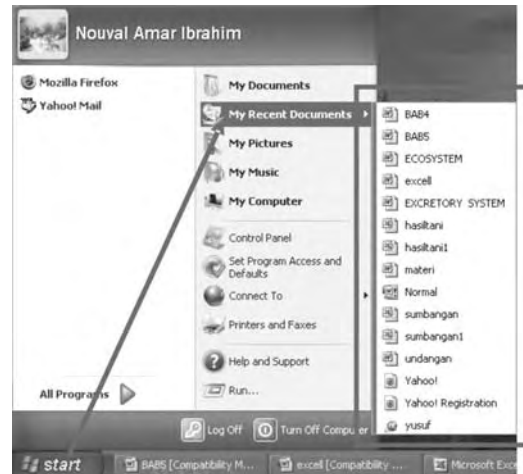 Nouval Amar Ibrahim
Mozilla Firefox
Yahoo! Mail
All Programs
My Documents
My Recent Documents
My Pictures
My Music
My Computer
Control Panel
Set Program Access and
Defaults
Connect To
Printers and Faxes
Help and Support
Run...
BAB4
BAB5
ECOSYSTEM
excell
EXCRETORY SYSTEM
hasiltani
hasiltani1
materi
Normal
sumbangan
sumbangan1
undangan
Yahoo!
Yahoo! Registration
yusuf
Log Off
Turn Off Computer
start
BAB5 [Compatibility M...
excell [Compatibility ...
Microsoft Exc